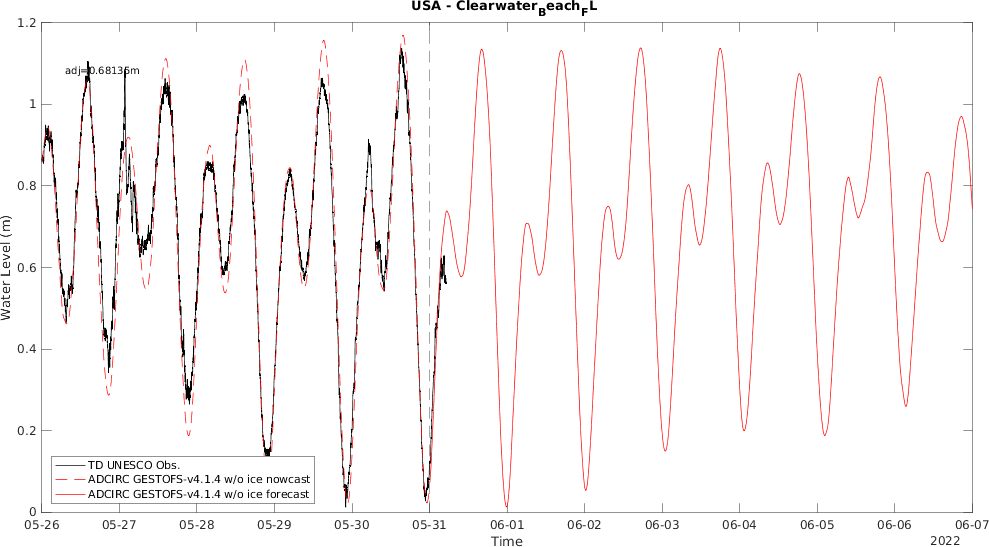 USA - Clearwater_Beach_FL
1.2
1
0.8
0.6
0.4
0.2
0
Water Level (m)
adj=0.68135m
TD UNESCO Obs.
ADCIRC GESTOFS-v4.1.4 w/o ice nowcast
ADCIRC GESTOFS-v4.1.4 w/o ice forecast
05-26 05-27 05-28 05-29 05-30 05-31 06-01 06-02 06-03 06-04 06-05 06-06 06-07
Time
2022